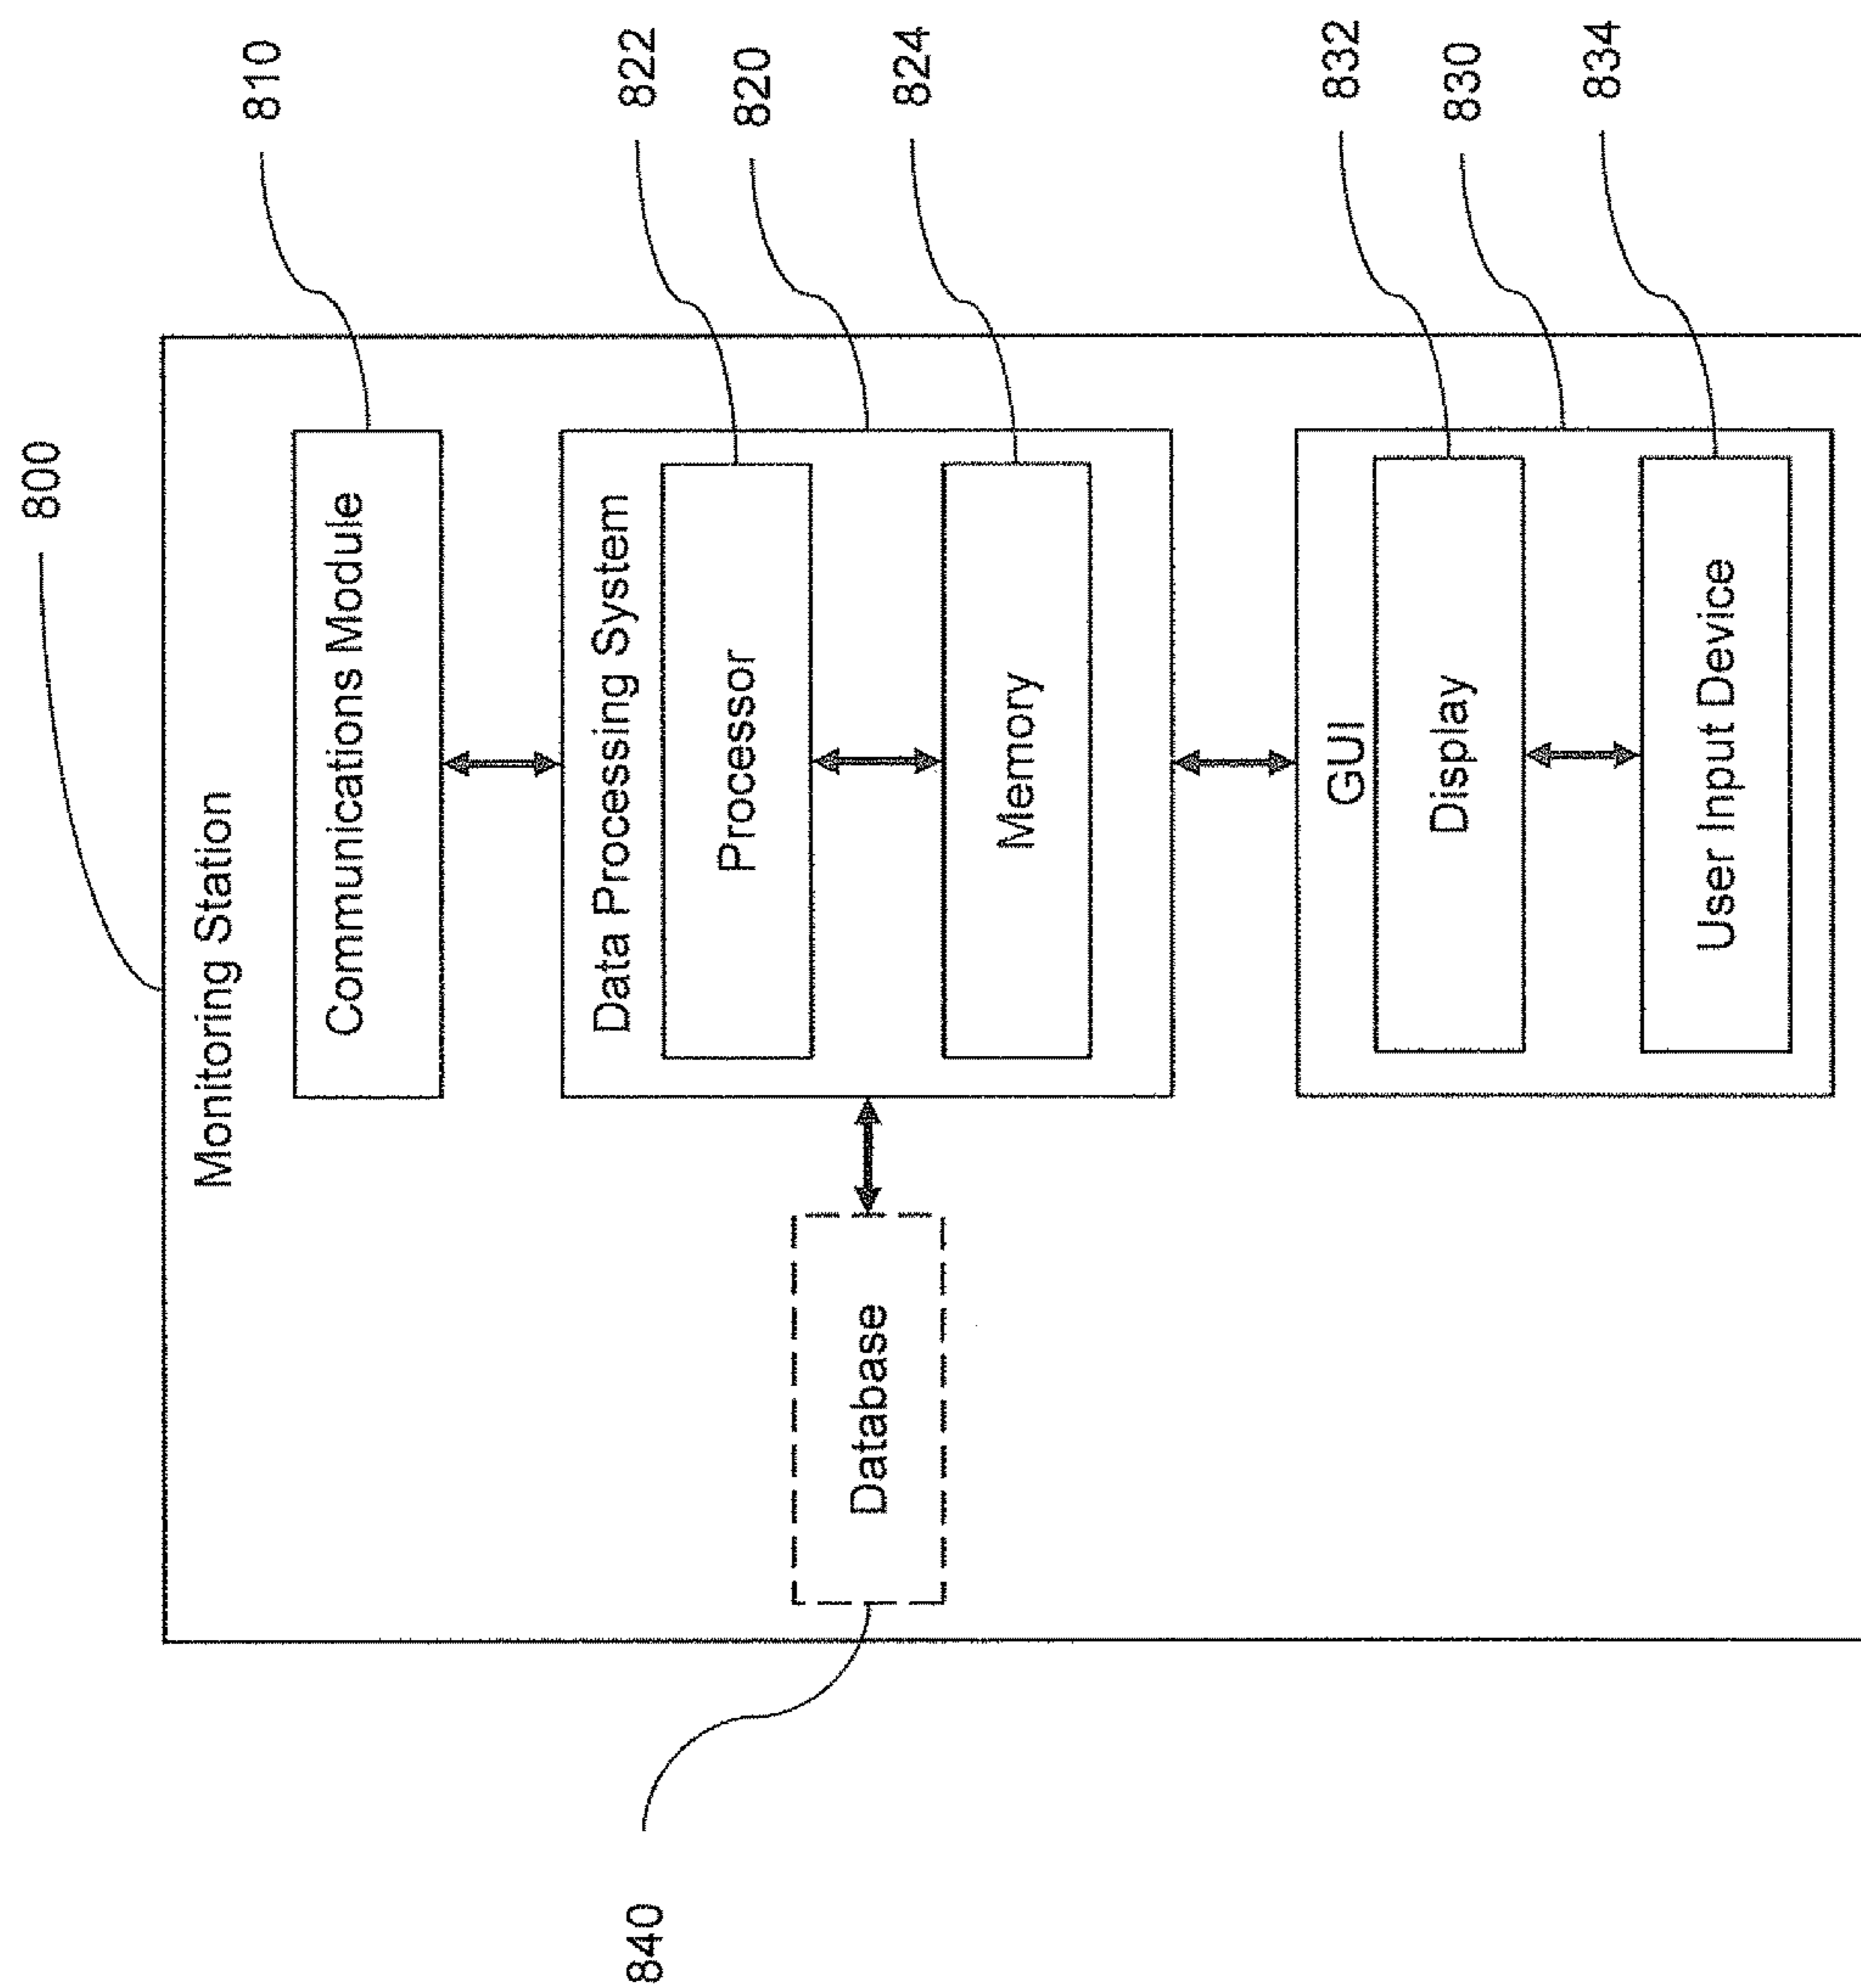 800
Monitoring Station
810
Communications Module
Data Processing System
822
Processor
820
824
Memory
840
Database
GUI
832
Display
830
834
User Input Device